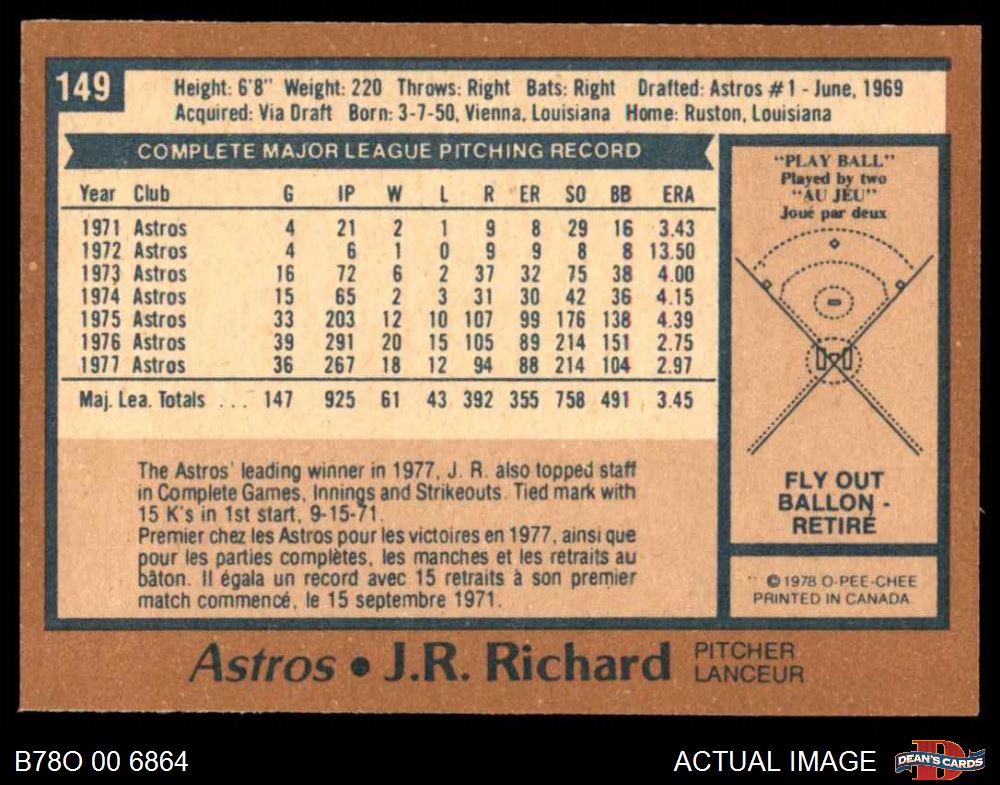 149
Height: 6'8" Weight: 220 Throws: Right Bats: Right Drafted: Astros #1 - June, 1969
Acquired: Via Draft Born: 3-7-50, Vienna, Louisiana Home: Ruston, Louisiana
COMPLETE MAJOR LEAGUE PITCHING RECORD
Year Club G IP W L R ER SO BB ERA
1971 Astros 4 21 2 1 9 8 29 16 3.43
1972 Astros 4 6 1 0 9 9 8 8 13.50
1973 Astros 16 72 6 2 37 32 75 38 4.00
1974 Astros 15 65 2 3 31 30 42 36 4.15
1975 Astros 33 203 12 10 107 99 176 138 4.39
1976 Astros 39 291 20 15 105 89 214 151 2.75
1977 Astros 36 267 18 12 94 88 214 104 2.97
Maj. Lea. Totals ... 147 925 61 43 392 355 758 491 3.45
The Astros' leading winner in 1977, J. R. also topped staff
in Complete Games, Innings and Strikeouts. Tied mark with
15 K's in 1st start, 9-15-71.
Premier chez les Astros pour les victoires en 1977, ainsi que
pour les parties complètes, les manches et les retraits au
bâton. Il égala un record avec 15 retraits à son premier
match commencé, le 15 septembre 1971.
"PLAY BALL"
Played by two
"AU JEU"
Joué par deux
FLY OUT
BALLON -
RETIRÉ
© 1978 O-PEE-CHEE
PRINTED IN CANADA
Astros • J.R. Richard
PITCHER
LANCEUR
B78O 00 6864
ACTUAL IMAGE
D
DEAN'S CARDS